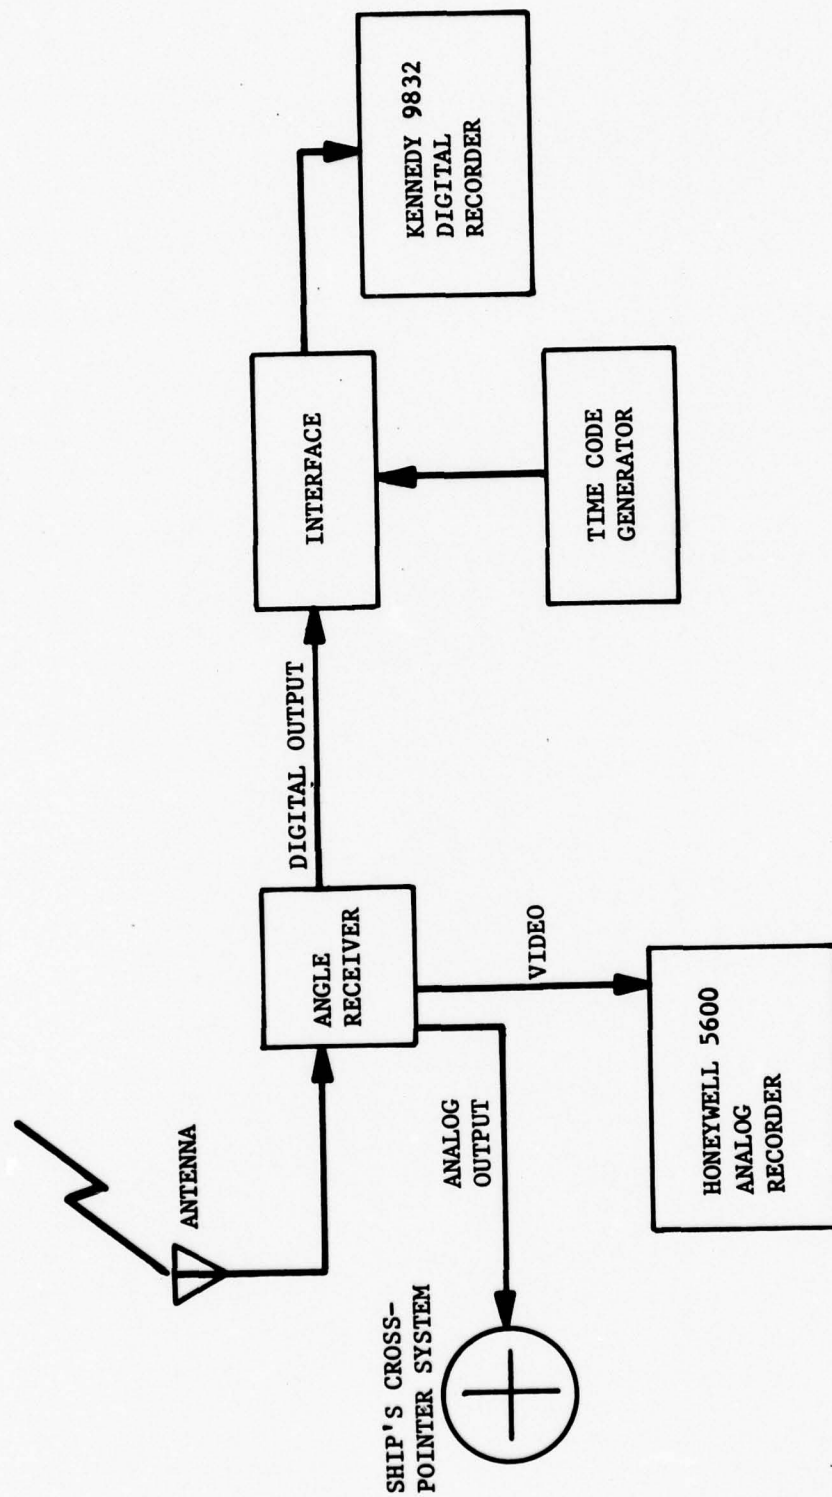 ANTENNA
SHIP'S CROSS-
POINTER SYSTEM
ANALOG
OUTPUT
ANGLE
RECEIVER
VIDEO
HONEYWELL 5600
ANALOG
RECORDER
DIGITAL OUTPUT
INTERFACE
TIME CODE
GENERATOR
KENNEDY 9832
DIGITAL
RECORDER